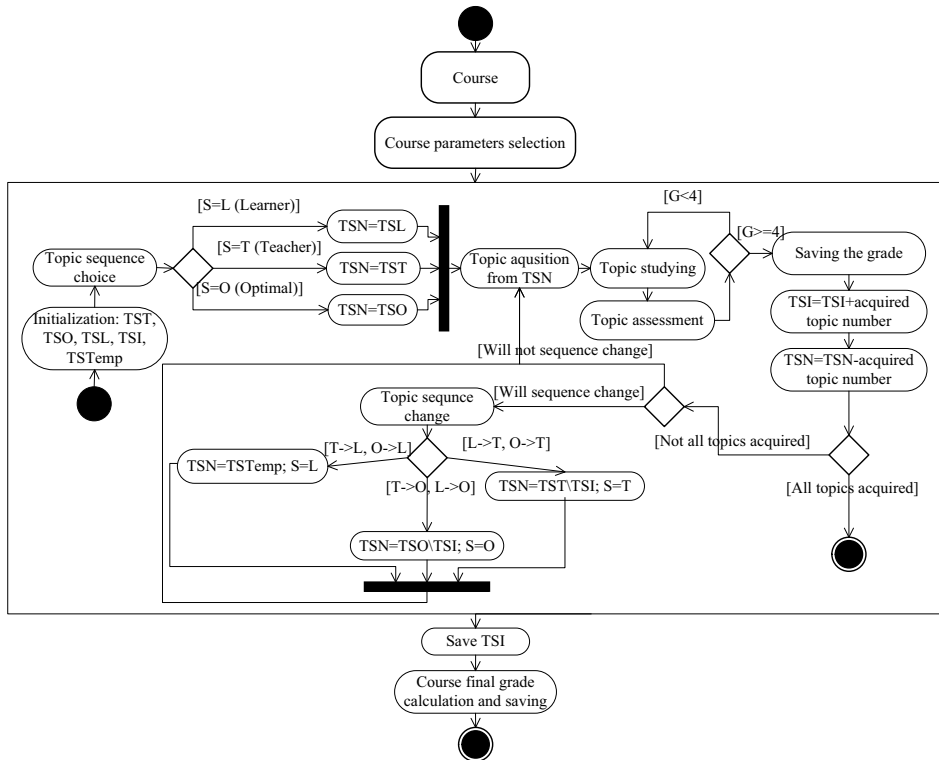 Course
Course parameters selection
[G<4]
[S=L (Learner)]
TSN=TSL
[G>=4]
[S=T (Teacher)]
Topic sequence
choice
TSN=TST
Topic aqusition
from TSN
Topic studying
Saving the grade
[S=O (Optimal)]
TSN=TSO
Initialization: TST,
TSO, TSL, TSI,
TSTemp
Topic assessment
TSI=TSI+acquired
topic number
[Will not sequence change]
TSN=TSN-acquired
topic number
[Will sequence change]
Topic sequnce
change
[Not all topics acquired]
[T->L, O->L]
[L->T, O->T]
TSN=TSTemp; S=L
[T->O, L->O]
TSN=TST\TSI; S=T
[All topics acquired]
TSN=TSO\TSI; S=O
Save TSI
Course final grade
calculation and saving